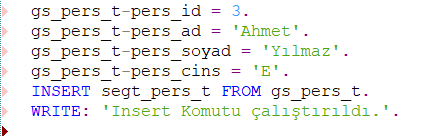 gs_pers_t-pers_id = 3.
gs_pers_t-pers_ad = 'Ahmet'.
gs_pers_t-pers_soyad = 'Yılmaz'.
gs_pers_t-pers_cins = 'E'.
INSERT segt_pers_t FROM gs_pers_t.
WRITE: 'Insert Komutu çalıştırıldı.'.